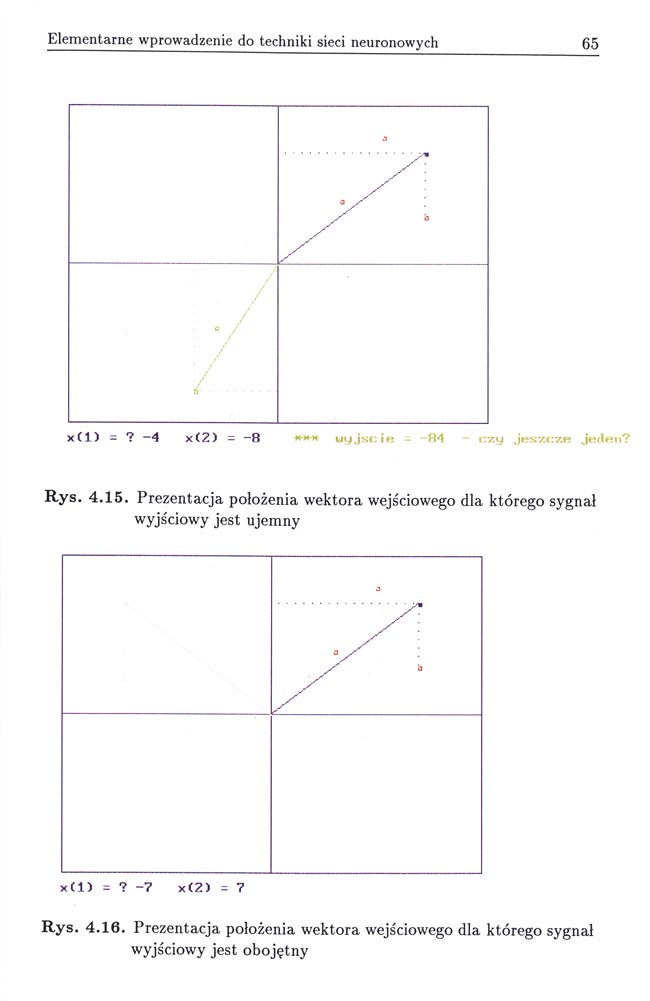 Elementarne wprowadzenie do techniki sieci neuronowych 65
x(1) = ? -4 x(2) = -8 *** wyjscie = -84 - czy jeszcze jeden?
Rys. 4.15. Prezentacja położenia wektora wejściowego dla którego sygnał
wyjściowy jest ujemny
x(1) = ? -7 x(2) = 7
Rys. 4.16. Prezentacja położenia wektora wejściowego dla którego sygnał
wyjściowy jest obojętny